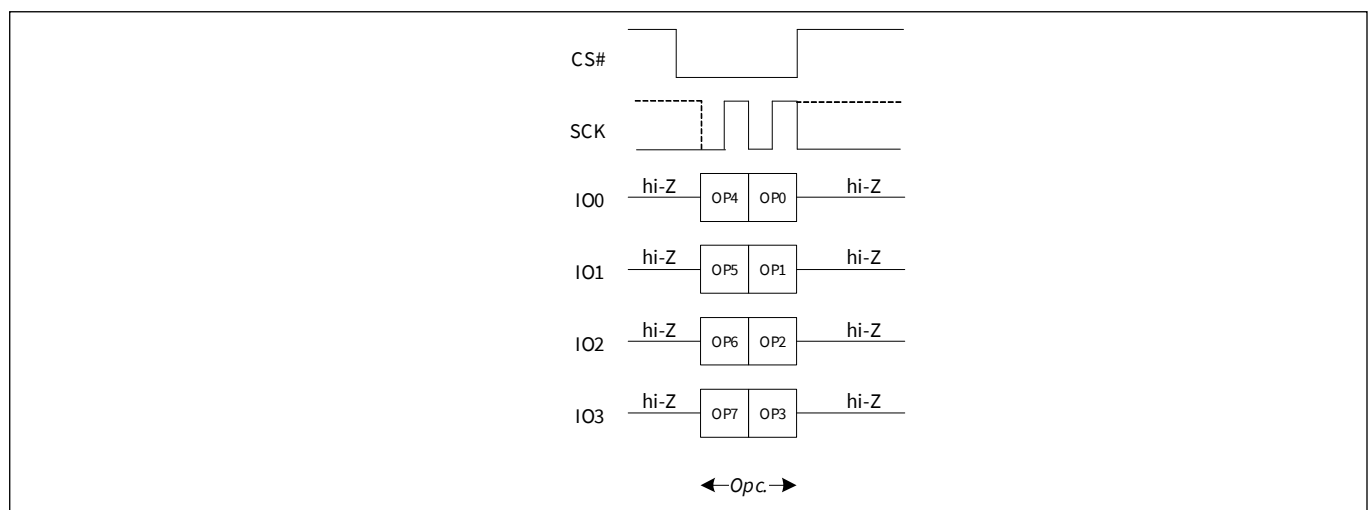 CS#
SCK
IO0 hi-Z OP4 OP0 hi-Z
IO1 hi-Z OP5 OP1 hi-Z
IO2 hi-Z OP6 OP2 hi-Z
IO3 hi-Z OP7 OP3 hi-Z
Opc.